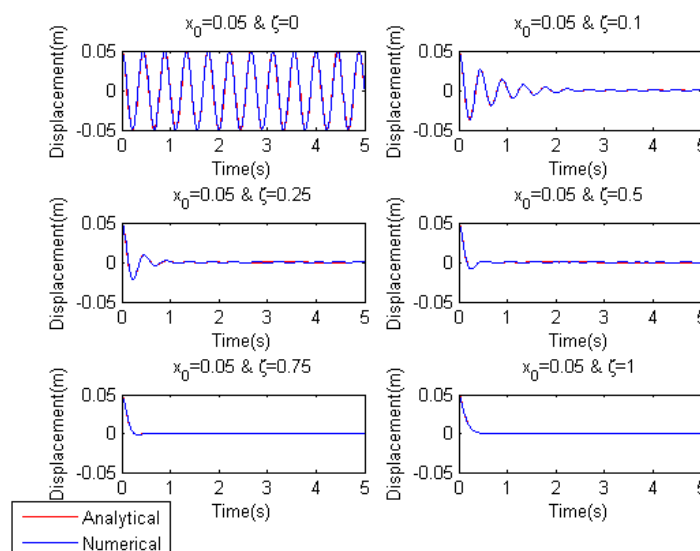 x0=0.05 & ζ=0
Displacement(m)
0.05
0
-0.05
0 1 2 3 4 5
Time(s)
x0=0.05 & ζ=0.1
Displacement(m)
0.05
0
-0.05
0 1 2 3 4 5
Time(s)
x0=0.05 & ζ=0.25
Displacement(m)
0.05
0
-0.05
0 1 2 3 4 5
Time(s)
x0=0.05 & ζ=0.5
Displacement(m)
0.05
0
-0.05
0 1 2 3 4 5
Time(s)
x0=0.05 & ζ=0.75
Displacement(m)
0.05
0
-0.05
0 1 2 3 4 5
Time(s)
x0=0.05 & ζ=1
Displacement(m)
0.05
0
-0.05
0 1 2 3 4 5
Time(s)
Analytical
Numerical